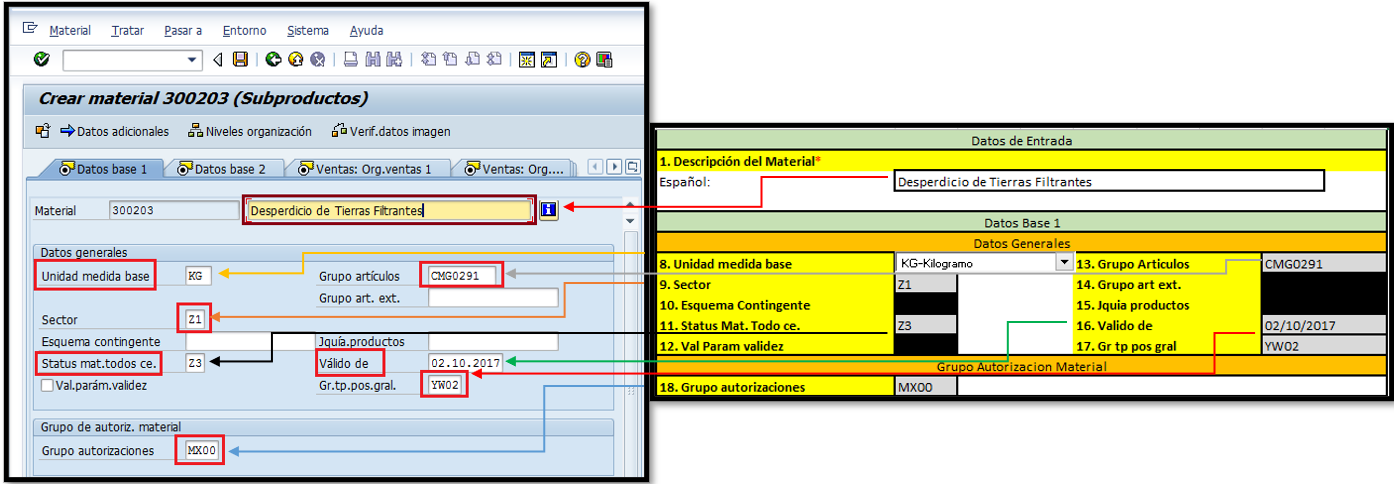 Material Tratar Pasar a Entorno Sistema Ayuda
Crear material 300203 (Subproductos)
Datos adicionales Niveles organización Verif.datos imagen
Datos base 1 Datos base 2 Ventas: Org.ventas 1 Ventas: Org....
Material 300203 Desperdicio de Tierras Filtrantes
Datos generales
Unidad medida base KG Grupo artículos CMG0291
Grupo art. ext.
Sector Z1
Esquema contingente Jquía.productos
Status mat.todos ce. Z3 Válido de 02.10.2017
Val.parám.validez Gr.tp.pos.gral. YW02
Grupo de autoriz. material
Grupo autorizaciones MX00
Datos de Entrada
1. Descripción del Material*
Español: Desperdicio de Tierras Filtrantes
Datos Base 1
Datos Generales
8. Unidad medida base KG-Kilogramo 13. Grupo Articulos CMG0291
9. Sector Z1 14. Grupo art ext.
10. Esquema Contingente 15. Jquia productos
11. Status Mat. Todo ce. Z3 16. Valido de 02/10/2017
12. Val Param validez 17. Gr tp pos gral YW02
Grupo Autorizacion Material
18. Grupo autorizaciones MX00